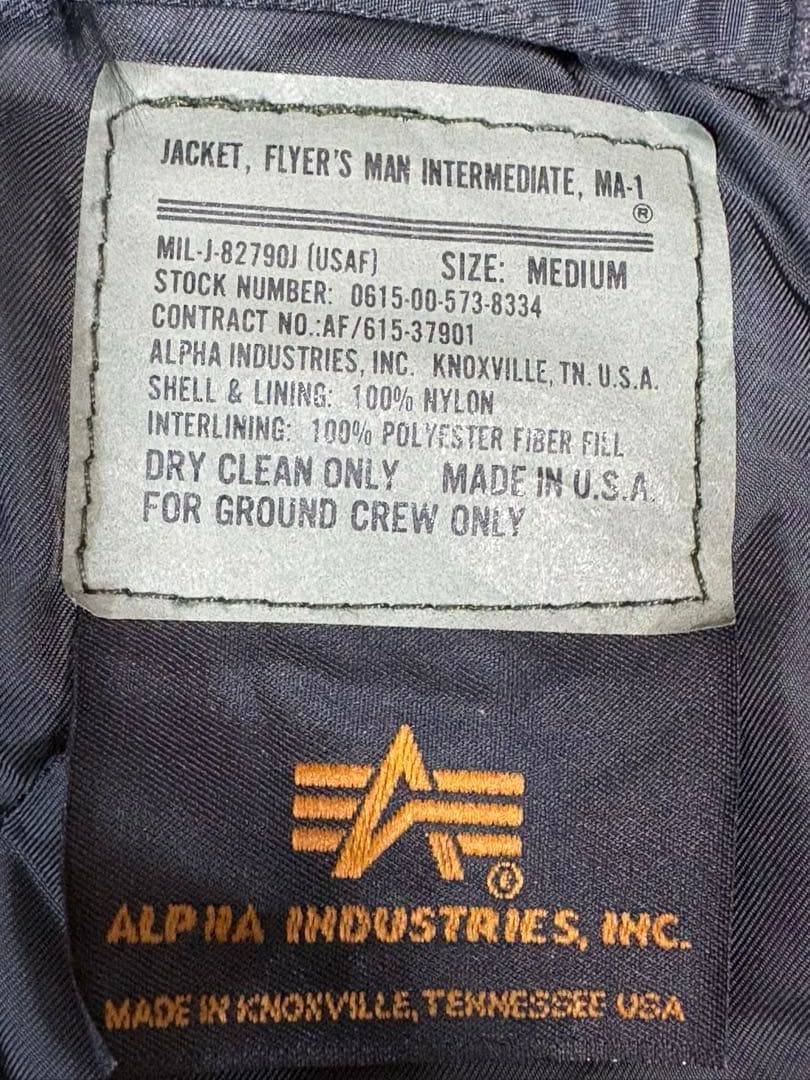 JACKET, FLYER'S MAN INTERMEDIATE, MA-1
®
MIL-J-82790J (USAF) SIZE: MEDIUM
STOCK NUMBER: 0615-00-573-8334
CONTRACT NO.:AF/615-37901
ALPHA INDUSTRIES, INC. KNOXVILLE, TN. U.S.A.
SHELL & LINING: 100% NYLON
INTERLINING: 100% POLYESTER FIBER FILL
DRY CLEAN ONLY MADE IN U.S.A.
FOR GROUND CREW ONLY
®
ALPHA INDUSTRIES, INC.
MADE IN KNOXVILLE, TENNESSEE USA